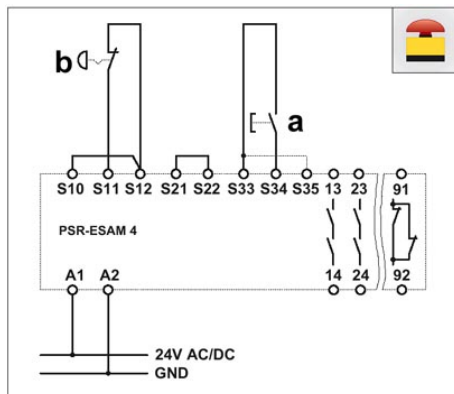 b
a
S10 S11 S12 S21 S22 S33 S34 S35 13 23 91
PSR-ESAM 4
14 24 92
A1 A2
24V AC/DC
GND